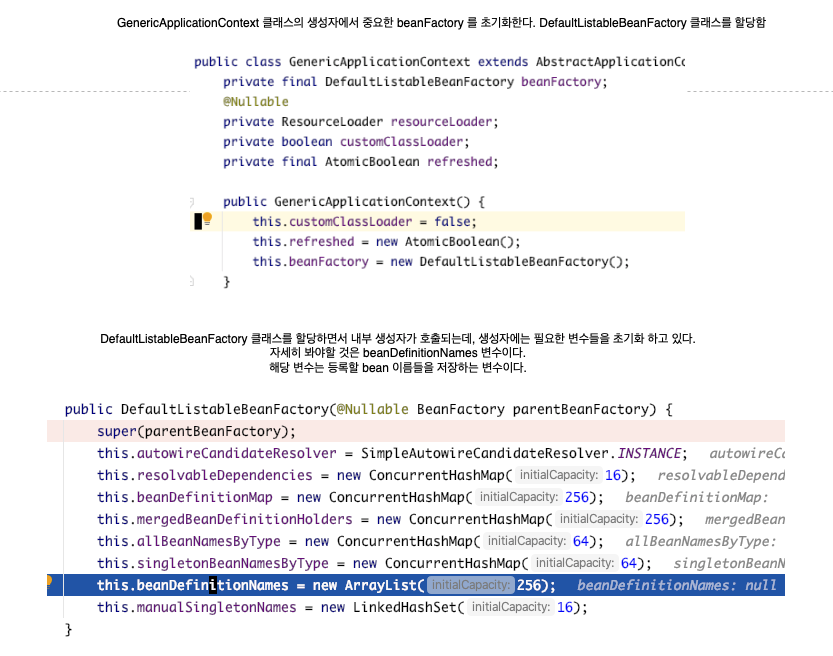 GenericApplicationContext 클래스의 생성자에서 중요한 beanFactory 를 초기화한다. DefaultListableBeanFactory 클래스를 할당함
public class GenericApplicationContext extends AbstractApplicationCo
private final DefaultListableBeanFactory beanFactory;
@Nullable
private ResourceLoader resourceLoader;
private boolean customClassLoader;
private final AtomicBoolean refreshed;
public GenericApplicationContext() {
this.customClassLoader = false;
this.refreshed = new AtomicBoolean();
this.beanFactory = new DefaultListableBeanFactory();
}
DefaultListableBeanFactory 클래스를 할당하면서 내부 생성자가 호출되는데, 생성자에는 필요한 변수들을 초기화 하고 있다.
자세히 봐야할 것은 beanDefinitionNames 변수이다.
해당 변수는 등록할 bean 이름들을 저장하는 변수이다.
public DefaultListableBeanFactory(@Nullable BeanFactory parentBeanFactory) {
super(parentBeanFactory);
this.autowireCandidateResolver = SimpleAutowireCandidateResolver.INSTANCE; autowireCa
this.resolvableDependencies = new ConcurrentHashMap( initialCapacity: 16); resolvableDepend
this.beanDefinitionMap = new ConcurrentHashMap( initialCapacity: 256); beanDefinitionMap:
this.mergedBeanDefinitionHolders = new ConcurrentHashMap( initialCapacity: 256); mergedBean
this.allBeanNamesByType = new ConcurrentHashMap( initialCapacity: 64); allBeanNamesByType:
this.singletonBeanNamesByType = new ConcurrentHashMap( initialCapacity: 64); singletonBeanN
this.beanDefinitionNames = new ArrayList( initialCapacity: 256); beanDefinitionNames: null
this.manualSingletonNames = new LinkedHashSet( initialCapacity: 16);
}